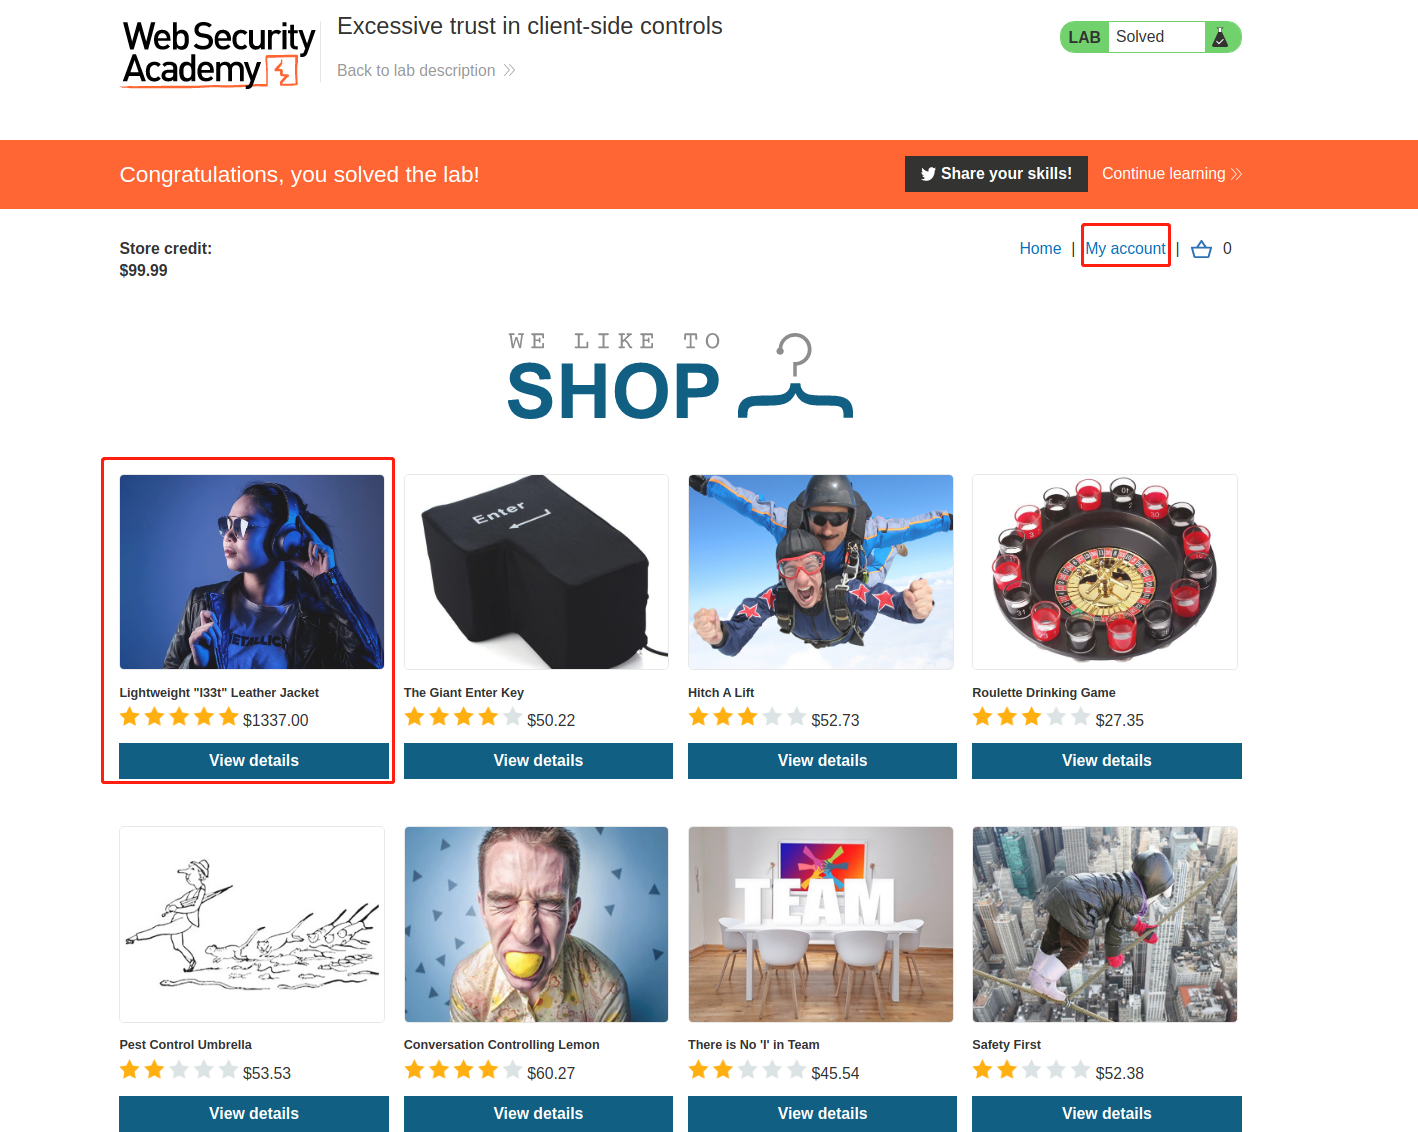 Web Security
Academy
Excessive trust in client-side controls
Back to lab description
LAB Solved
Congratulations, you solved the lab!
Share your skills! Continue learning
Store credit:
$99.99
Home | My account | 0
WE LIKE TO
SHOP
Enter
TEAM
Lightweight "l33t" Leather Jacket
$1337.00
View details
The Giant Enter Key
$50.22
View details
Hitch A Lift
$52.73
View details
Roulette Drinking Game
$27.35
View details
Pest Control Umbrella
$53.53
View details
Conversation Controlling Lemon
$60.27
View details
There is No 'I' in Team
$45.54
View details
Safety First
$52.38
View details